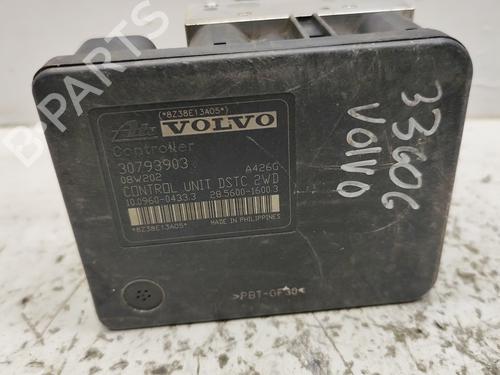 (*8Z38E13A05*)
Ate VOLVO
Controller
30793903
08W202 A426G
CONTROL UNIT DSTC 2WD
10.0960-0433.3 28.5600-1600.3
*8Z38E13A05* MADE IN PHILIPPINES
>PBT-GF30<
33606
VOLVO
B-PARTS